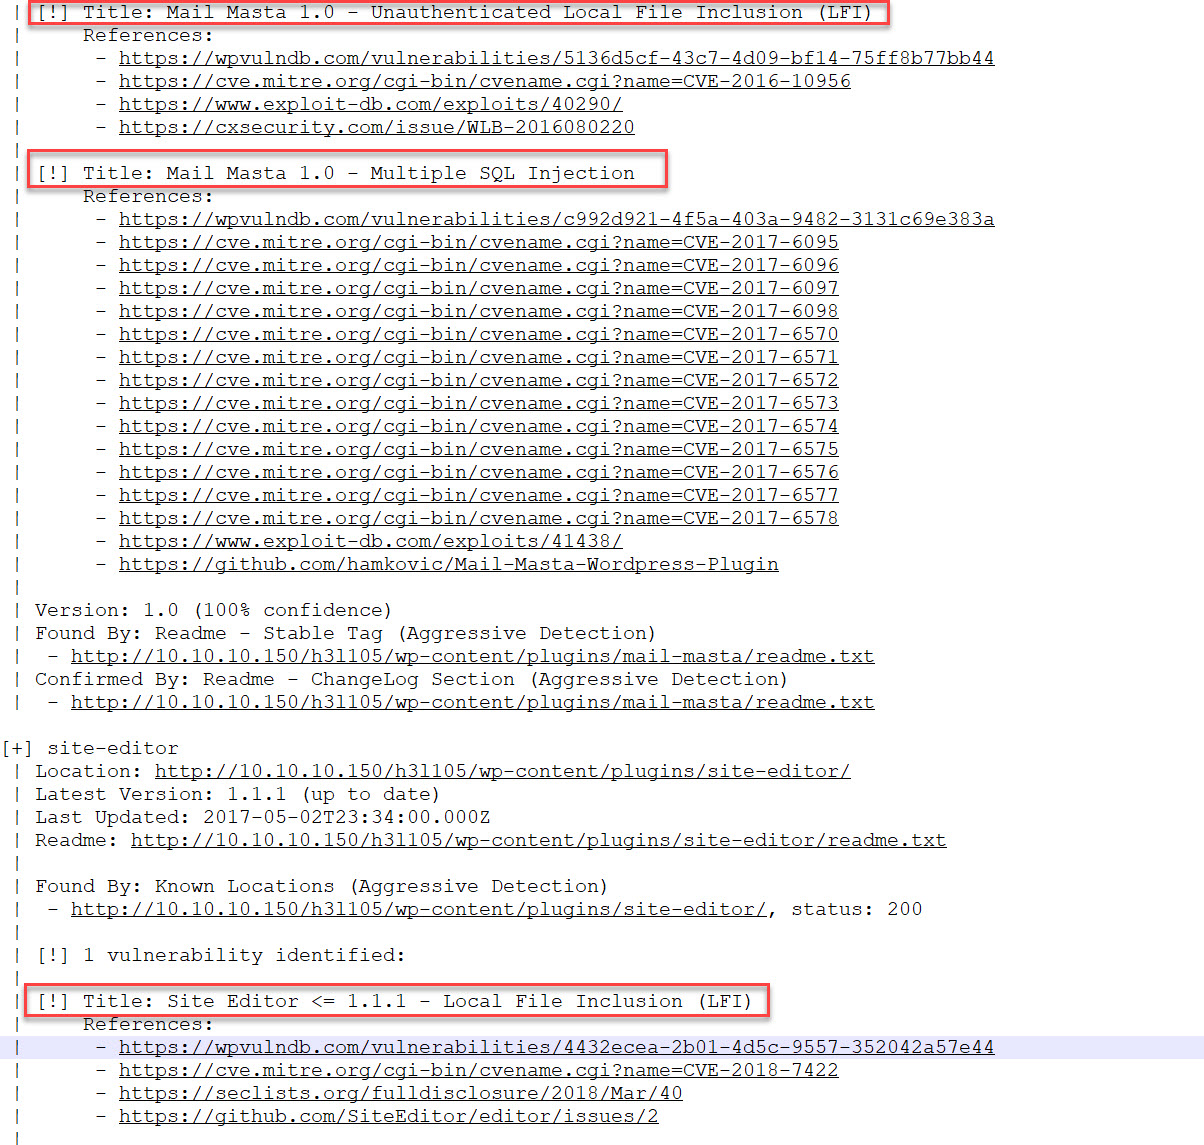 | [!] Title: Mail Masta 1.0 - Unauthenticated Local File Inclusion (LFI)
|     References:
|      - https://wpvulndb.com/vulnerabilities/5136d5cf-43c7-4d09-bf14-75ff8b77bb44
|      - https://cve.mitre.org/cgi-bin/cvename.cgi?name=CVE-2016-10956
|      - https://www.exploit-db.com/exploits/40290/
|      - https://cxsecurity.com/issue/WLB-2016080220
|
| [!] Title: Mail Masta 1.0 - Multiple SQL Injection
|     References:
|      - https://wpvulndb.com/vulnerabilities/c992d921-4f5a-403a-9482-3131c69e383a
|      - https://cve.mitre.org/cgi-bin/cvename.cgi?name=CVE-2017-6095
|      - https://cve.mitre.org/cgi-bin/cvename.cgi?name=CVE-2017-6096
|      - https://cve.mitre.org/cgi-bin/cvename.cgi?name=CVE-2017-6097
|      - https://cve.mitre.org/cgi-bin/cvename.cgi?name=CVE-2017-6098
|      - https://cve.mitre.org/cgi-bin/cvename.cgi?name=CVE-2017-6570
|      - https://cve.mitre.org/cgi-bin/cvename.cgi?name=CVE-2017-6571
|      - https://cve.mitre.org/cgi-bin/cvename.cgi?name=CVE-2017-6572
|      - https://cve.mitre.org/cgi-bin/cvename.cgi?name=CVE-2017-6573
|      - https://cve.mitre.org/cgi-bin/cvename.cgi?name=CVE-2017-6574
|      - https://cve.mitre.org/cgi-bin/cvename.cgi?name=CVE-2017-6575
|      - https://cve.mitre.org/cgi-bin/cvename.cgi?name=CVE-2017-6576
|      - https://cve.mitre.org/cgi-bin/cvename.cgi?name=CVE-2017-6577
|      - https://cve.mitre.org/cgi-bin/cvename.cgi?name=CVE-2017-6578
|      - https://www.exploit-db.com/exploits/41438/
|      - https://github.com/hamkovic/Mail-Masta-Wordpress-Plugin
|
| Version: 1.0 (100% confidence)
| Found By: Readme - Stable Tag (Aggressive Detection)
|  - http://10.10.10.150/h3l105/wp-content/plugins/mail-masta/readme.txt
| Confirmed By: Readme - ChangeLog Section (Aggressive Detection)
|  - http://10.10.10.150/h3l105/wp-content/plugins/mail-masta/readme.txt

[+] site-editor
| Location: http://10.10.10.150/h3l105/wp-content/plugins/site-editor/
| Latest Version: 1.1.1 (up to date)
| Last Updated: 2017-05-02T23:34:00.000Z
| Readme: http://10.10.10.150/h3l105/wp-content/plugins/site-editor/readme.txt
|
| Found By: Known Locations (Aggressive Detection)
|  - http://10.10.10.150/h3l105/wp-content/plugins/site-editor/, status: 200
|
| [!] 1 vulnerability identified:
|
| [!] Title: Site Editor <= 1.1.1 - Local File Inclusion (LFI)
|     References:
|      - https://wpvulndb.com/vulnerabilities/4432ecea-2b01-4d5c-9557-352042a57e44
|      - https://cve.mitre.org/cgi-bin/cvename.cgi?name=CVE-2018-7422
|      - https://seclists.org/fulldisclosure/2018/Mar/40
|      - https://github.com/SiteEditor/editor/issues/2
|